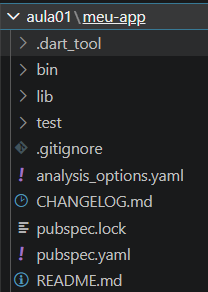 aula01\meu-app
.dart_tool
bin
lib
test
.gitignore
analysis_options.yaml
CHANGELOG.md
pubspec.lock
pubspec.yaml
README.md